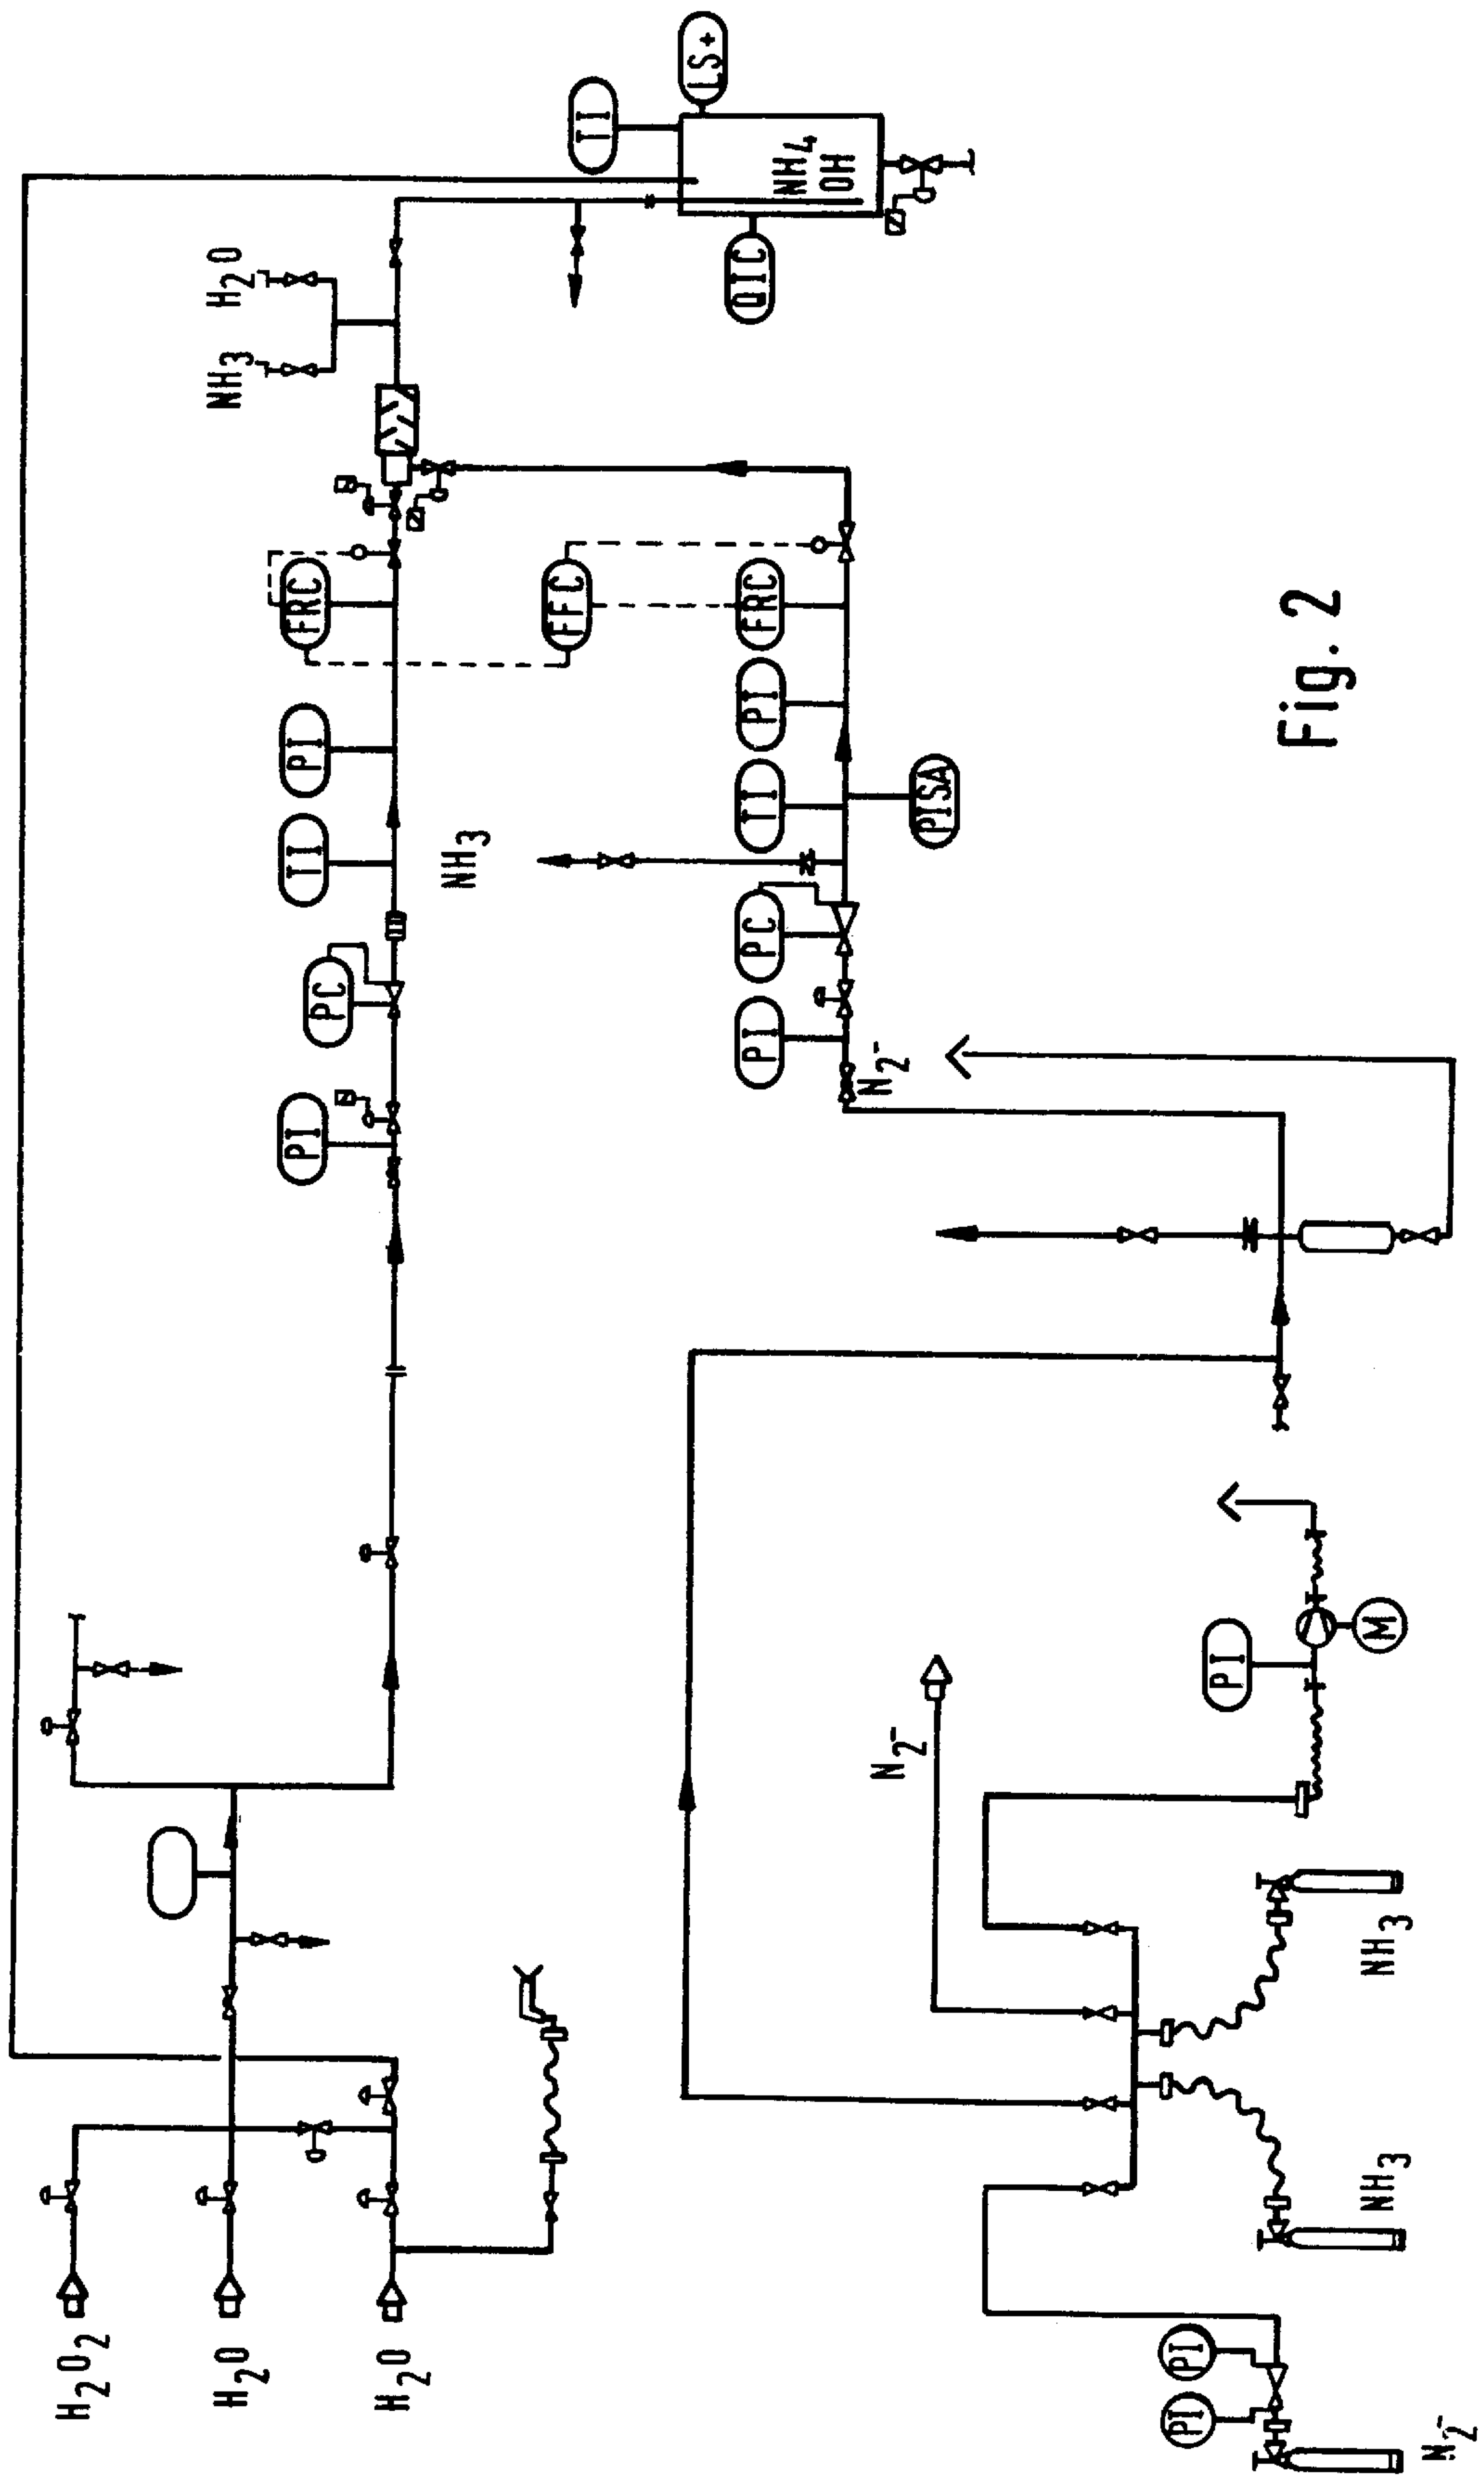 H2O2
H2O
H2O
PI
PC
TI
PI
FRC
NH3
H2O
TI
LS+
NH4
OH
QIC
FFC
NH3
PI
PC
TI
PI
FRC
PISA
N2-
N2-
PI
M
PI
PI
N2-
NH3
NH3
Fig. 2